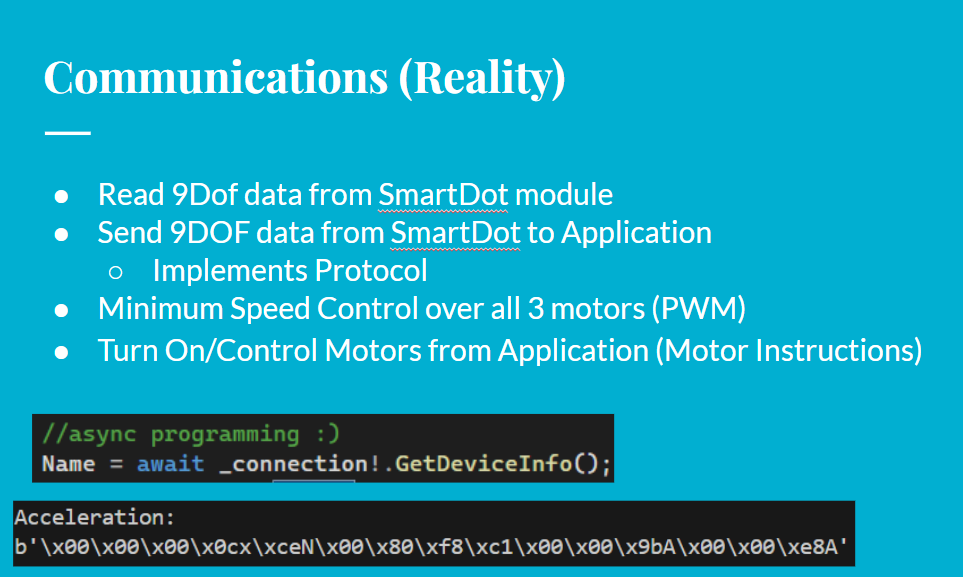 Communications (Reality)
● Read 9Dof data from SmartDot module
● Send 9DOF data from SmartDot to Application
○ Implements Protocol
● Minimum Speed Control over all 3 motors (PWM)
● Turn On/Control Motors from Application (Motor Instructions)
//async programming :)
Name = await _connection!.GetDeviceInfo();
Acceleration:
b'\x00\x00\x00\x0cx\xceN\x00\x80\xf8\xc1\x00\x00\x9bA\x00\x00\xe8A'